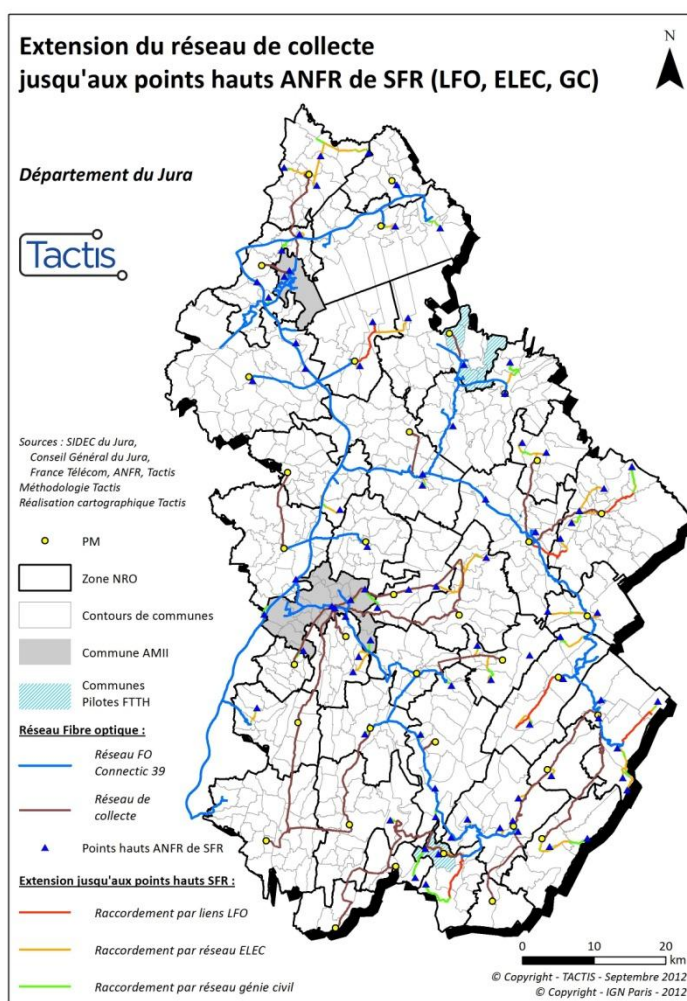 Extension du réseau de collecte
jusqu'aux points hauts ANFR de SFR (LFO, ELEC, GC)
N
Département du Jura
Tactis
Sources : SIDEC du Jura,
Conseil Général du Jura,
France Télécom, ANFR, Tactis
Méthodologie Tactis
Réalisation cartographique Tactis
PM
Zone NRO
Contours de communes
Commune AMII
Communes
Pilotes FTTH
Réseau Fibre optique :
Réseau FO
Connectic 39
Réseau de
collecte
Points hauts ANFR de SFR
Extension jusqu'aux points hauts SFR :
Raccordement par liens LFO
Raccordement par réseau ELEC
Raccordement par réseau génie civil
0 10 20
km
© Copyright - TACTIS - Septembre 2012
© Copyright - IGN Paris - 2012